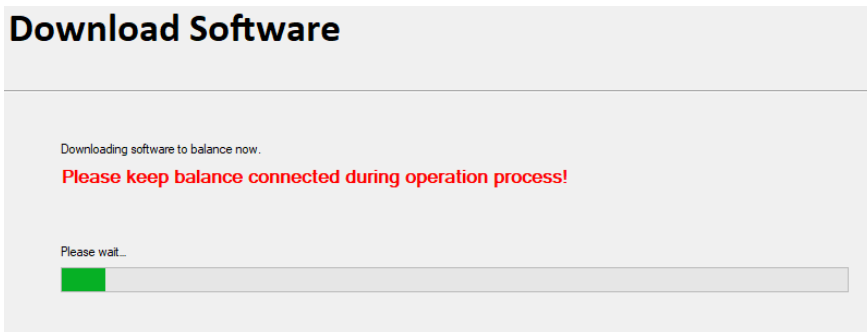 Download Software
Downloading software to balance now.
Please keep balance connected during operation process!
Please wait...